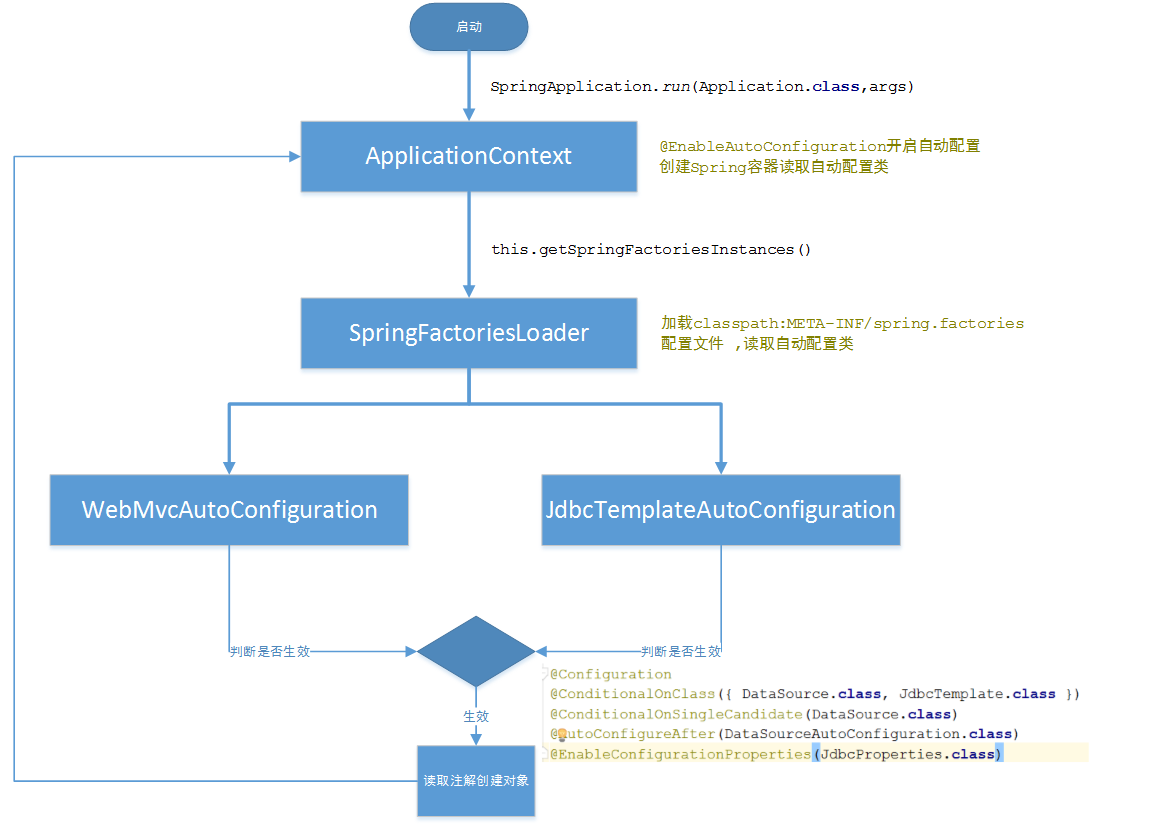 启动
SpringApplication.run(Application.class,args)
ApplicationContext
@EnableAutoConfiguration开启自动配置
创建Spring容器读取自动配置类
this.getSpringFactoriesInstances()
SpringFactoriesLoader
加载classpath:META-INF/spring.factories
配置文件 ,读取自动配置类
WebMvcAutoConfiguration
JdbcTemplateAutoConfiguration
判断是否生效
判断是否生效
@Configuration
@ConditionalOnClass({ DataSource.class, JdbcTemplate.class })
@ConditionalOnSingleCandidate(DataSource.class)
@AutoConfigureAfter(DataSourceAutoConfiguration.class)
@EnableConfigurationProperties(JdbcProperties.class)
生效
读取注解创建对象